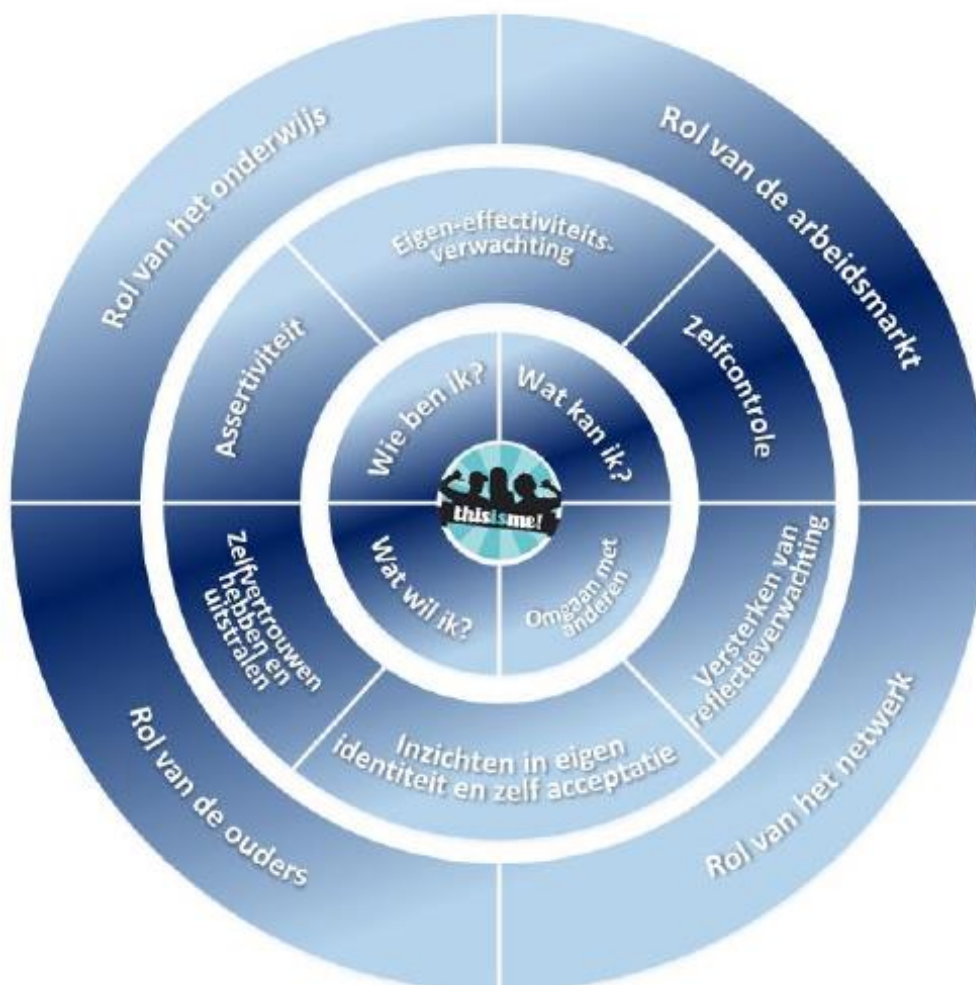 Rol van het onderwijs
Rol van de arbeidsmarkt
Eigen-effectiviteits-
verwachting
Assertiviteit
Zelfcontrole
Wie ben ik?
Wat kan ik?
thisisme!
Wat wil ik?
Omgaan met
anderen
Zelfvertrouwen
hebben en
uitstralen
Versterken van
reflectieverwachting
Inzichten in eigen
identiteit en zelf acceptatie
Rol van de ouders
Rol van het netwerk